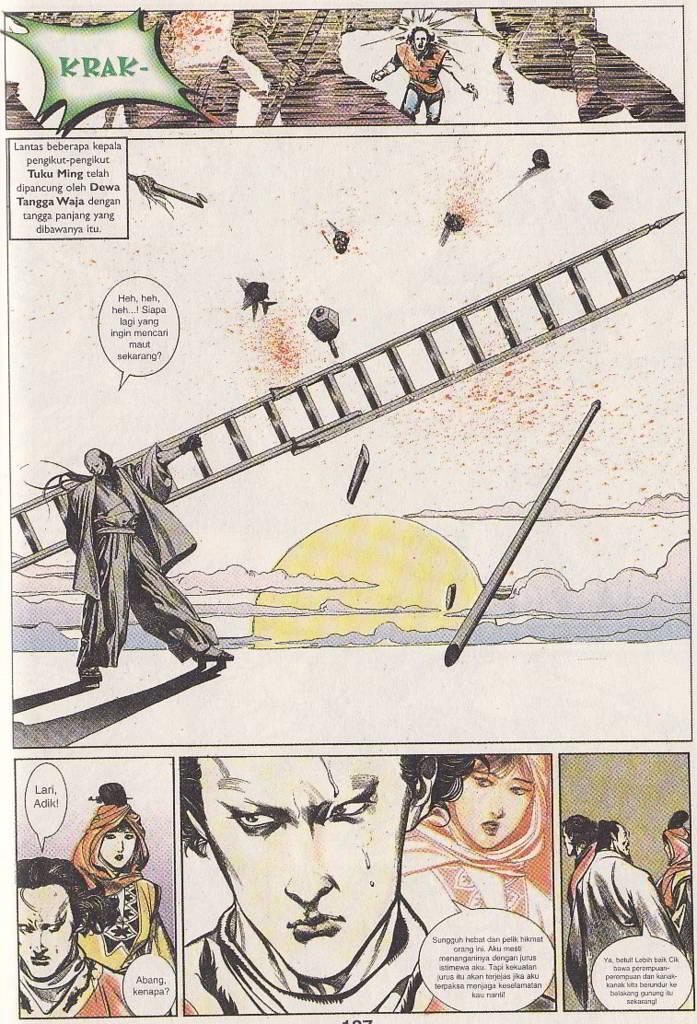 KRAK-
Lantas beberapa kepala
pengikut-pengikut
Tuku Ming telah
dipancung oleh Dewa
Tangga Waja dengan
tangga panjang yang
dibawanya itu.
Heh, heh,
heh...! Siapa
lagi yang
ingin mencari
maut
sekarang?
Lari,
Adik!
Abang,
kenapa?
Sungguh hebat dan pelik hikmat
orang ini. Aku mesti
menanganinya dengan jurus
istimewa aku. Tapi kekuatan
jurus itu akan terjejas jika aku
terpaksa menjaga keselamatan
kau nanti!
Ya, betul! Lebih baik Cik
bawa perempuan-
perempuan dan kanak-
kanak kita berundur ke
belakang gunung itu
sekarang!